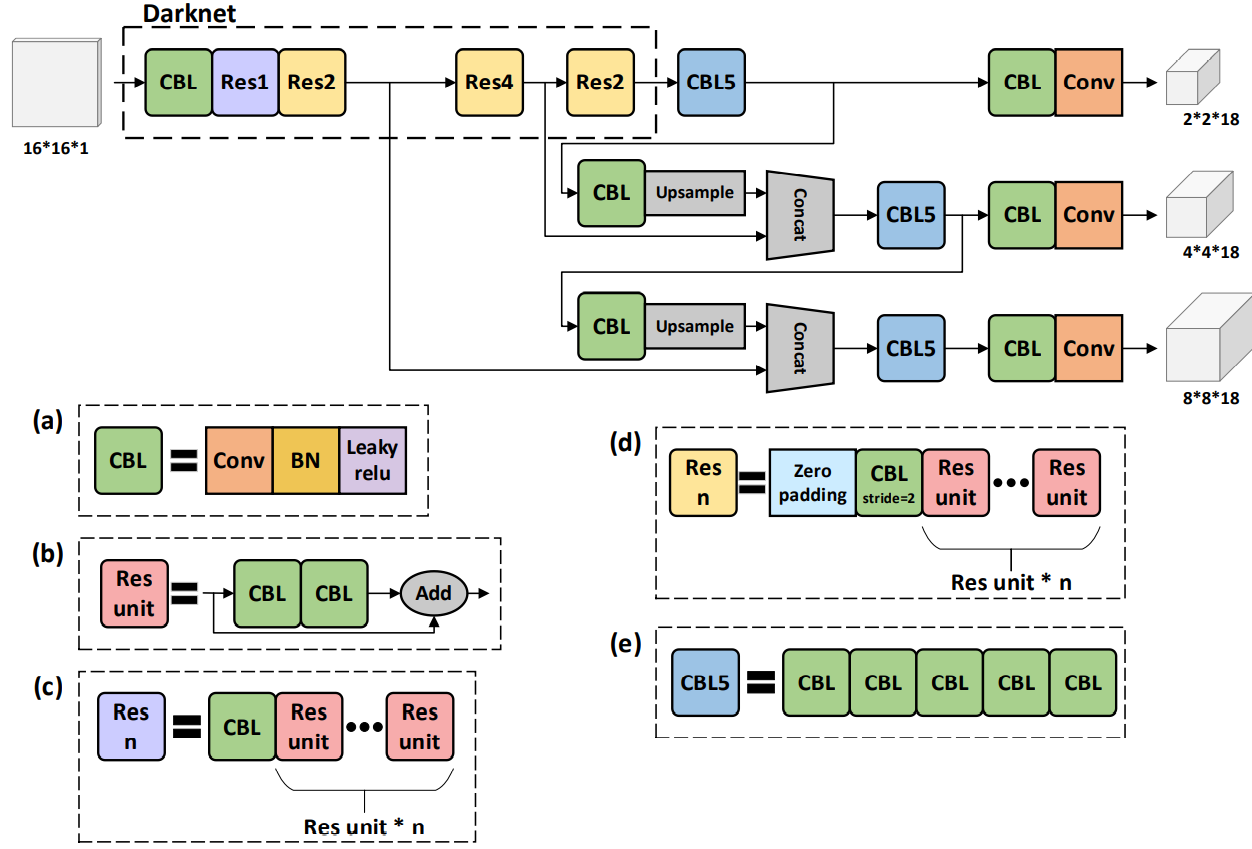 Darknet
CBL
Res1
Res2
Res4
Res2
CBL5
CBL
Conv
16*16*1
2*2*18
CBL
Upsample
Concat
CBL5
CBL
Conv
4*4*18
CBL
Upsample
Concat
CBL5
CBL
Conv
8*8*18
(a)
CBL
=
Conv
BN
Leaky
relu
(b)
Res
unit
=
CBL
CBL
Add
(c)
Res
n
=
CBL
Res
unit
•••
Res
unit
Res unit * n
(d)
Res
n
=
Zero
padding
CBL
stride=2
Res
unit
•••
Res
unit
Res unit * n
(e)
CBL5
=
CBL
CBL
CBL
CBL
CBL